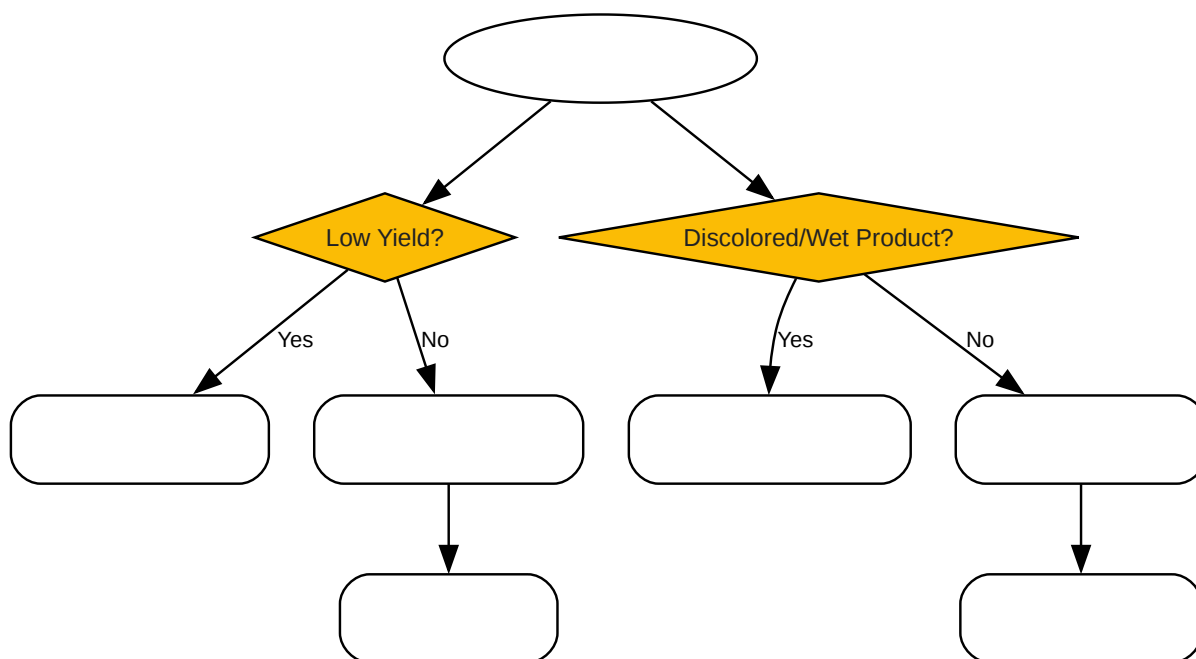 Low Yield?
Discolored/Wet Product?
Yes
No
Yes
No